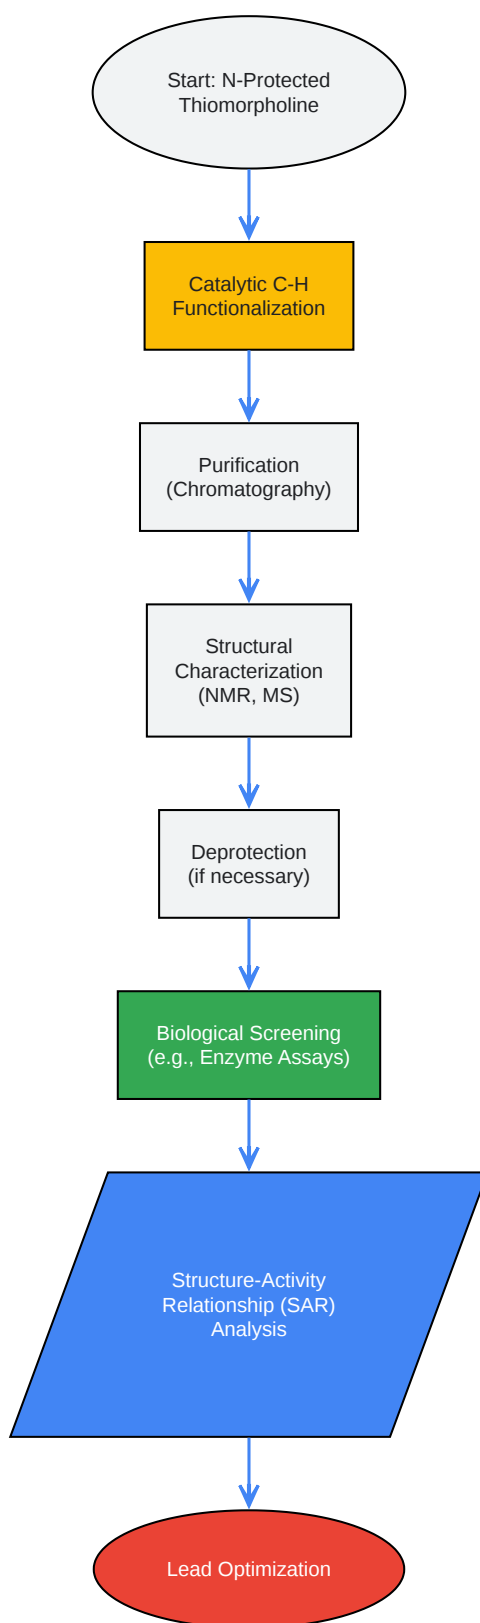 Start: N-Protected
Thiomorpholine
Catalytic C-H
Functionalization
Purification
(Chromatography)
Structural
Characterization
(NMR, MS)
Deprotection
(if necessary)
Biological Screening
(e.g., Enzyme Assays)
Structure-Activity
Relationship (SAR)
Analysis
Lead Optimization